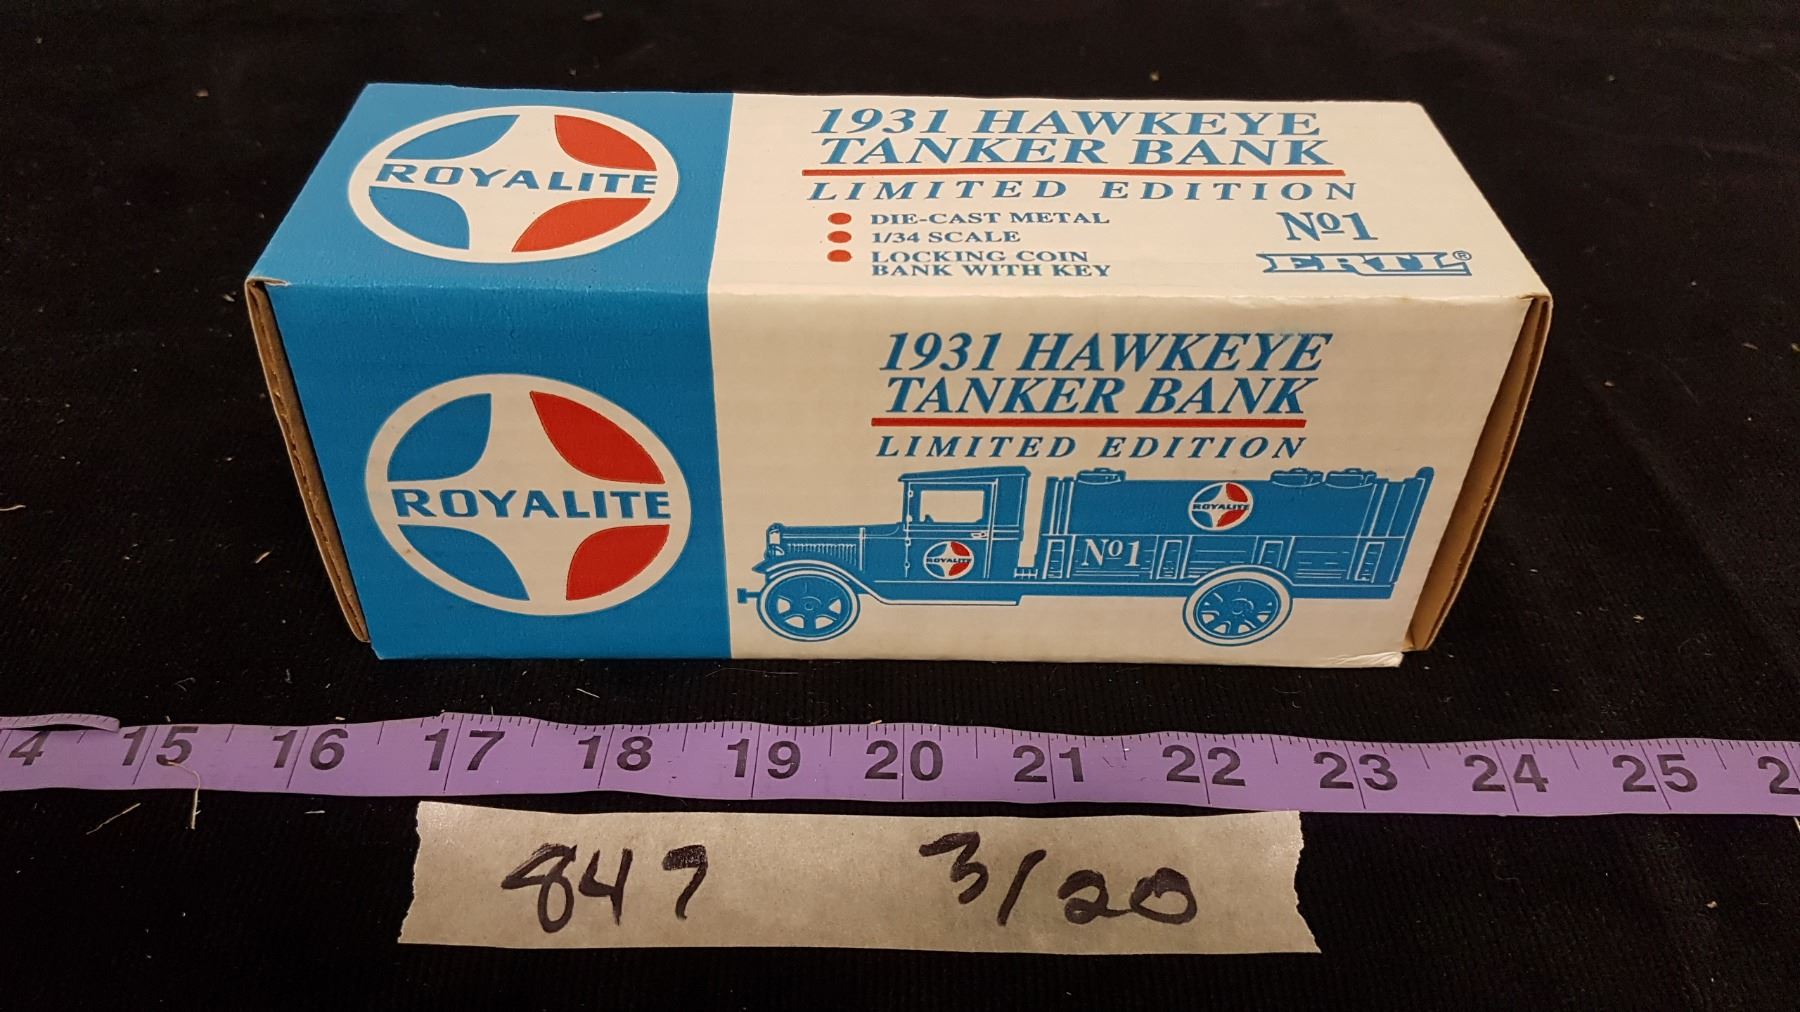 ROYALITE
1931 HAWKEYE
TANKER BANK
LIMITED EDITION
DIE-CAST METAL
1/34 SCALE
LOCKING COIN
BANK WITH KEY
Nº1
ERTL®
ROYALITE
1931 HAWKEYE
TANKER BANK
LIMITED EDITION
ROYALITE
ROYALITE
Nº1
4 15 16 17 18 19 20 21 22 23 24 25 2
847 3/20